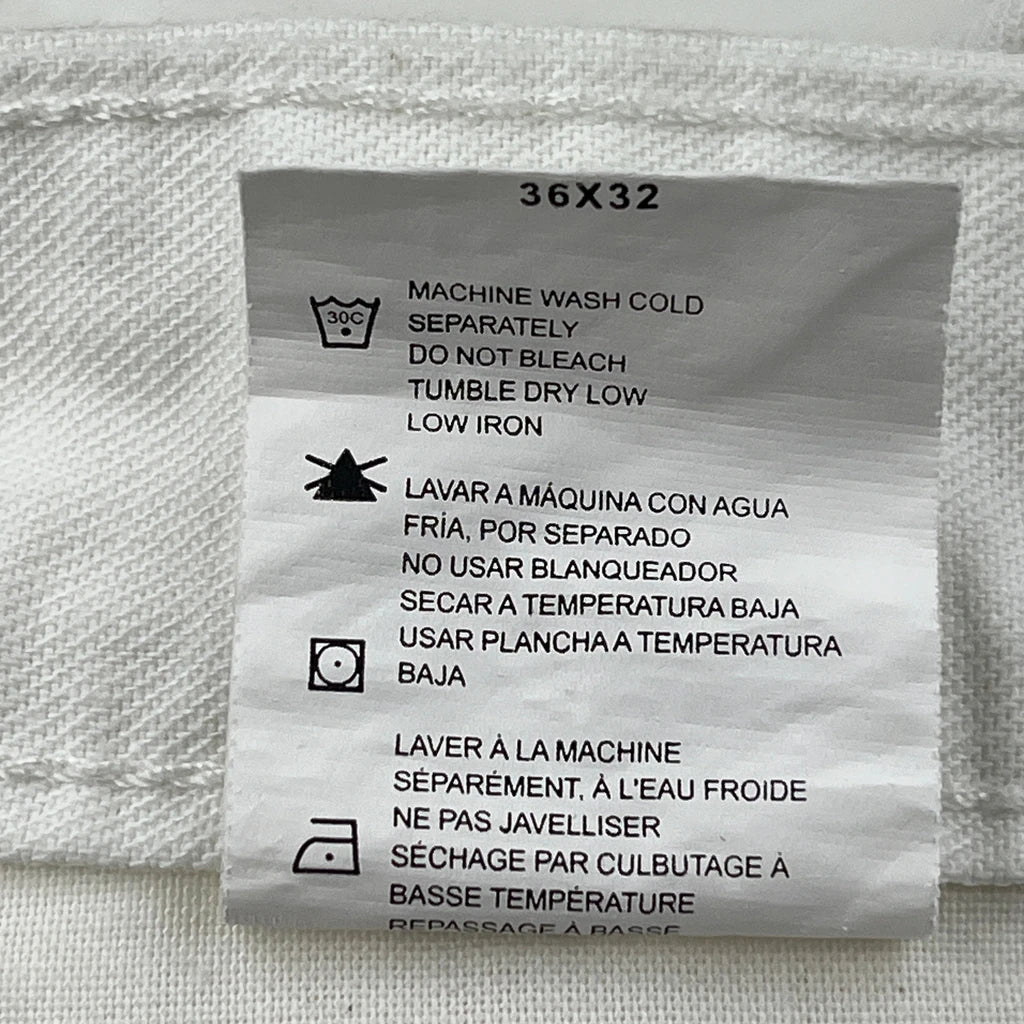 36X32
30C
MACHINE WASH COLD
SEPARATELY
DO NOT BLEACH
TUMBLE DRY LOW
LOW IRON
LAVAR A MÁQUINA CON AGUA
FRÍA, POR SEPARADO
NO USAR BLANQUEADOR
SECAR A TEMPERATURA BAJA
USAR PLANCHA A TEMPERATURA
BAJA
LAVER À LA MACHINE
SÉPARÉMENT, À L'EAU FROIDE
NE PAS JAVELLISER
SÉCHAGE PAR CULBUTAGE À
BASSE TEMPÉRATURE
REPASSAGE À BASSE